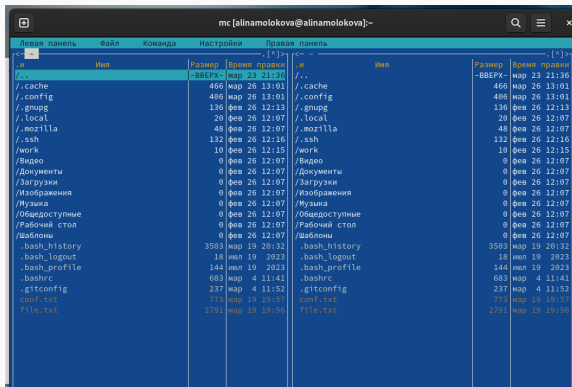 mc [alinamolokova@alinamolokova]:~
Левая панель Файл Команда Настройки Правая панель
<- ~ .[^]> <- ~ .[^]>
.и Имя Размер Время правки .и Имя Размер Время правки
/.. -ВВЕРХ- мар 23 21:36 /.. -ВВЕРХ- мар 23 21:36
/.cache 466 мар 26 13:01 /.cache 466 мар 26 13:01
/.config 406 мар 26 13:01 /.config 406 мар 26 13:01
/.gnupg 136 фев 26 12:13 /.gnupg 136 фев 26 12:13
/.local 20 фев 26 12:07 /.local 20 фев 26 12:07
/.mozilla 48 фев 26 12:07 /.mozilla 48 фев 26 12:07
/.ssh 132 фев 26 12:16 /.ssh 132 фев 26 12:16
/work 10 фев 26 12:15 /work 10 фев 26 12:15
/Видео 0 фев 26 12:07 /Видео 0 фев 26 12:07
/Документы 0 фев 26 12:07 /Документы 0 фев 26 12:07
/Загрузки 0 фев 26 12:07 /Загрузки 0 фев 26 12:07
/Изображения 0 фев 26 12:07 /Изображения 0 фев 26 12:07
/Музыка 0 фев 26 12:07 /Музыка 0 фев 26 12:07
/Общедоступные 0 фев 26 12:07 /Общедоступные 0 фев 26 12:07
/Рабочий стол 0 фев 26 12:07 /Рабочий стол 0 фев 26 12:07
/Шаблоны 0 фев 26 12:07 /Шаблоны 0 фев 26 12:07
.bash_history 3503 мар 19 20:32 .bash_history 3503 мар 19 20:32
.bash_logout 18 июл 19 2023 .bash_logout 18 июл 19 2023
.bash_profile 144 июл 19 2023 .bash_profile 144 июл 19 2023
.bashrc 683 мар 4 11:41 .bashrc 683 мар 4 11:41
.gitconfig 237 мар 4 11:52 .gitconfig 237 мар 4 11:52
conf.txt 773 мар 19 19:57 conf.txt 773 мар 19 19:57
file.txt 2791 мар 19 19:56 file.txt 2791 мар 19 19:56